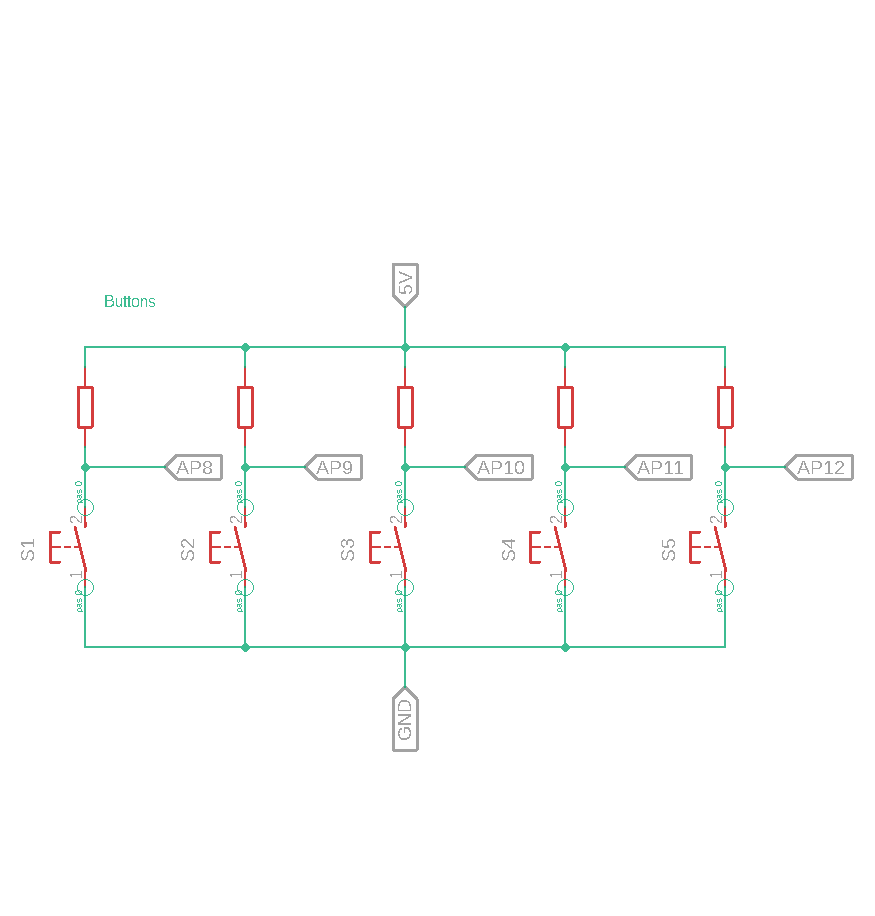 5V
Buttons
AP8
AP9
AP10
AP11
AP12
pas 0
pas 0
pas 0
pas 0
pas 0
2
2
2
2
2
S1
S2
S3
S4
S5
1
1
1
1
1
pas 0
pas 0
pas 0
pas 0
pas 0
GND